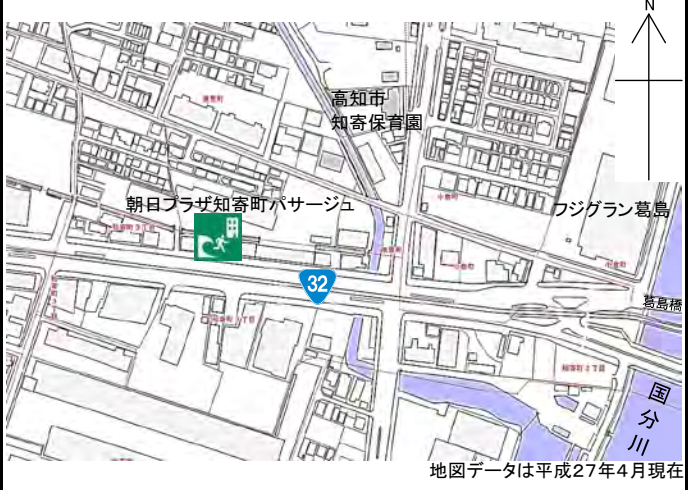 N
高知市
知寄保育園
朝日プラザ知寄町パサージュ
フジグラン葛島
32
葛島橋
国分川
地図データは平成27年4月現在